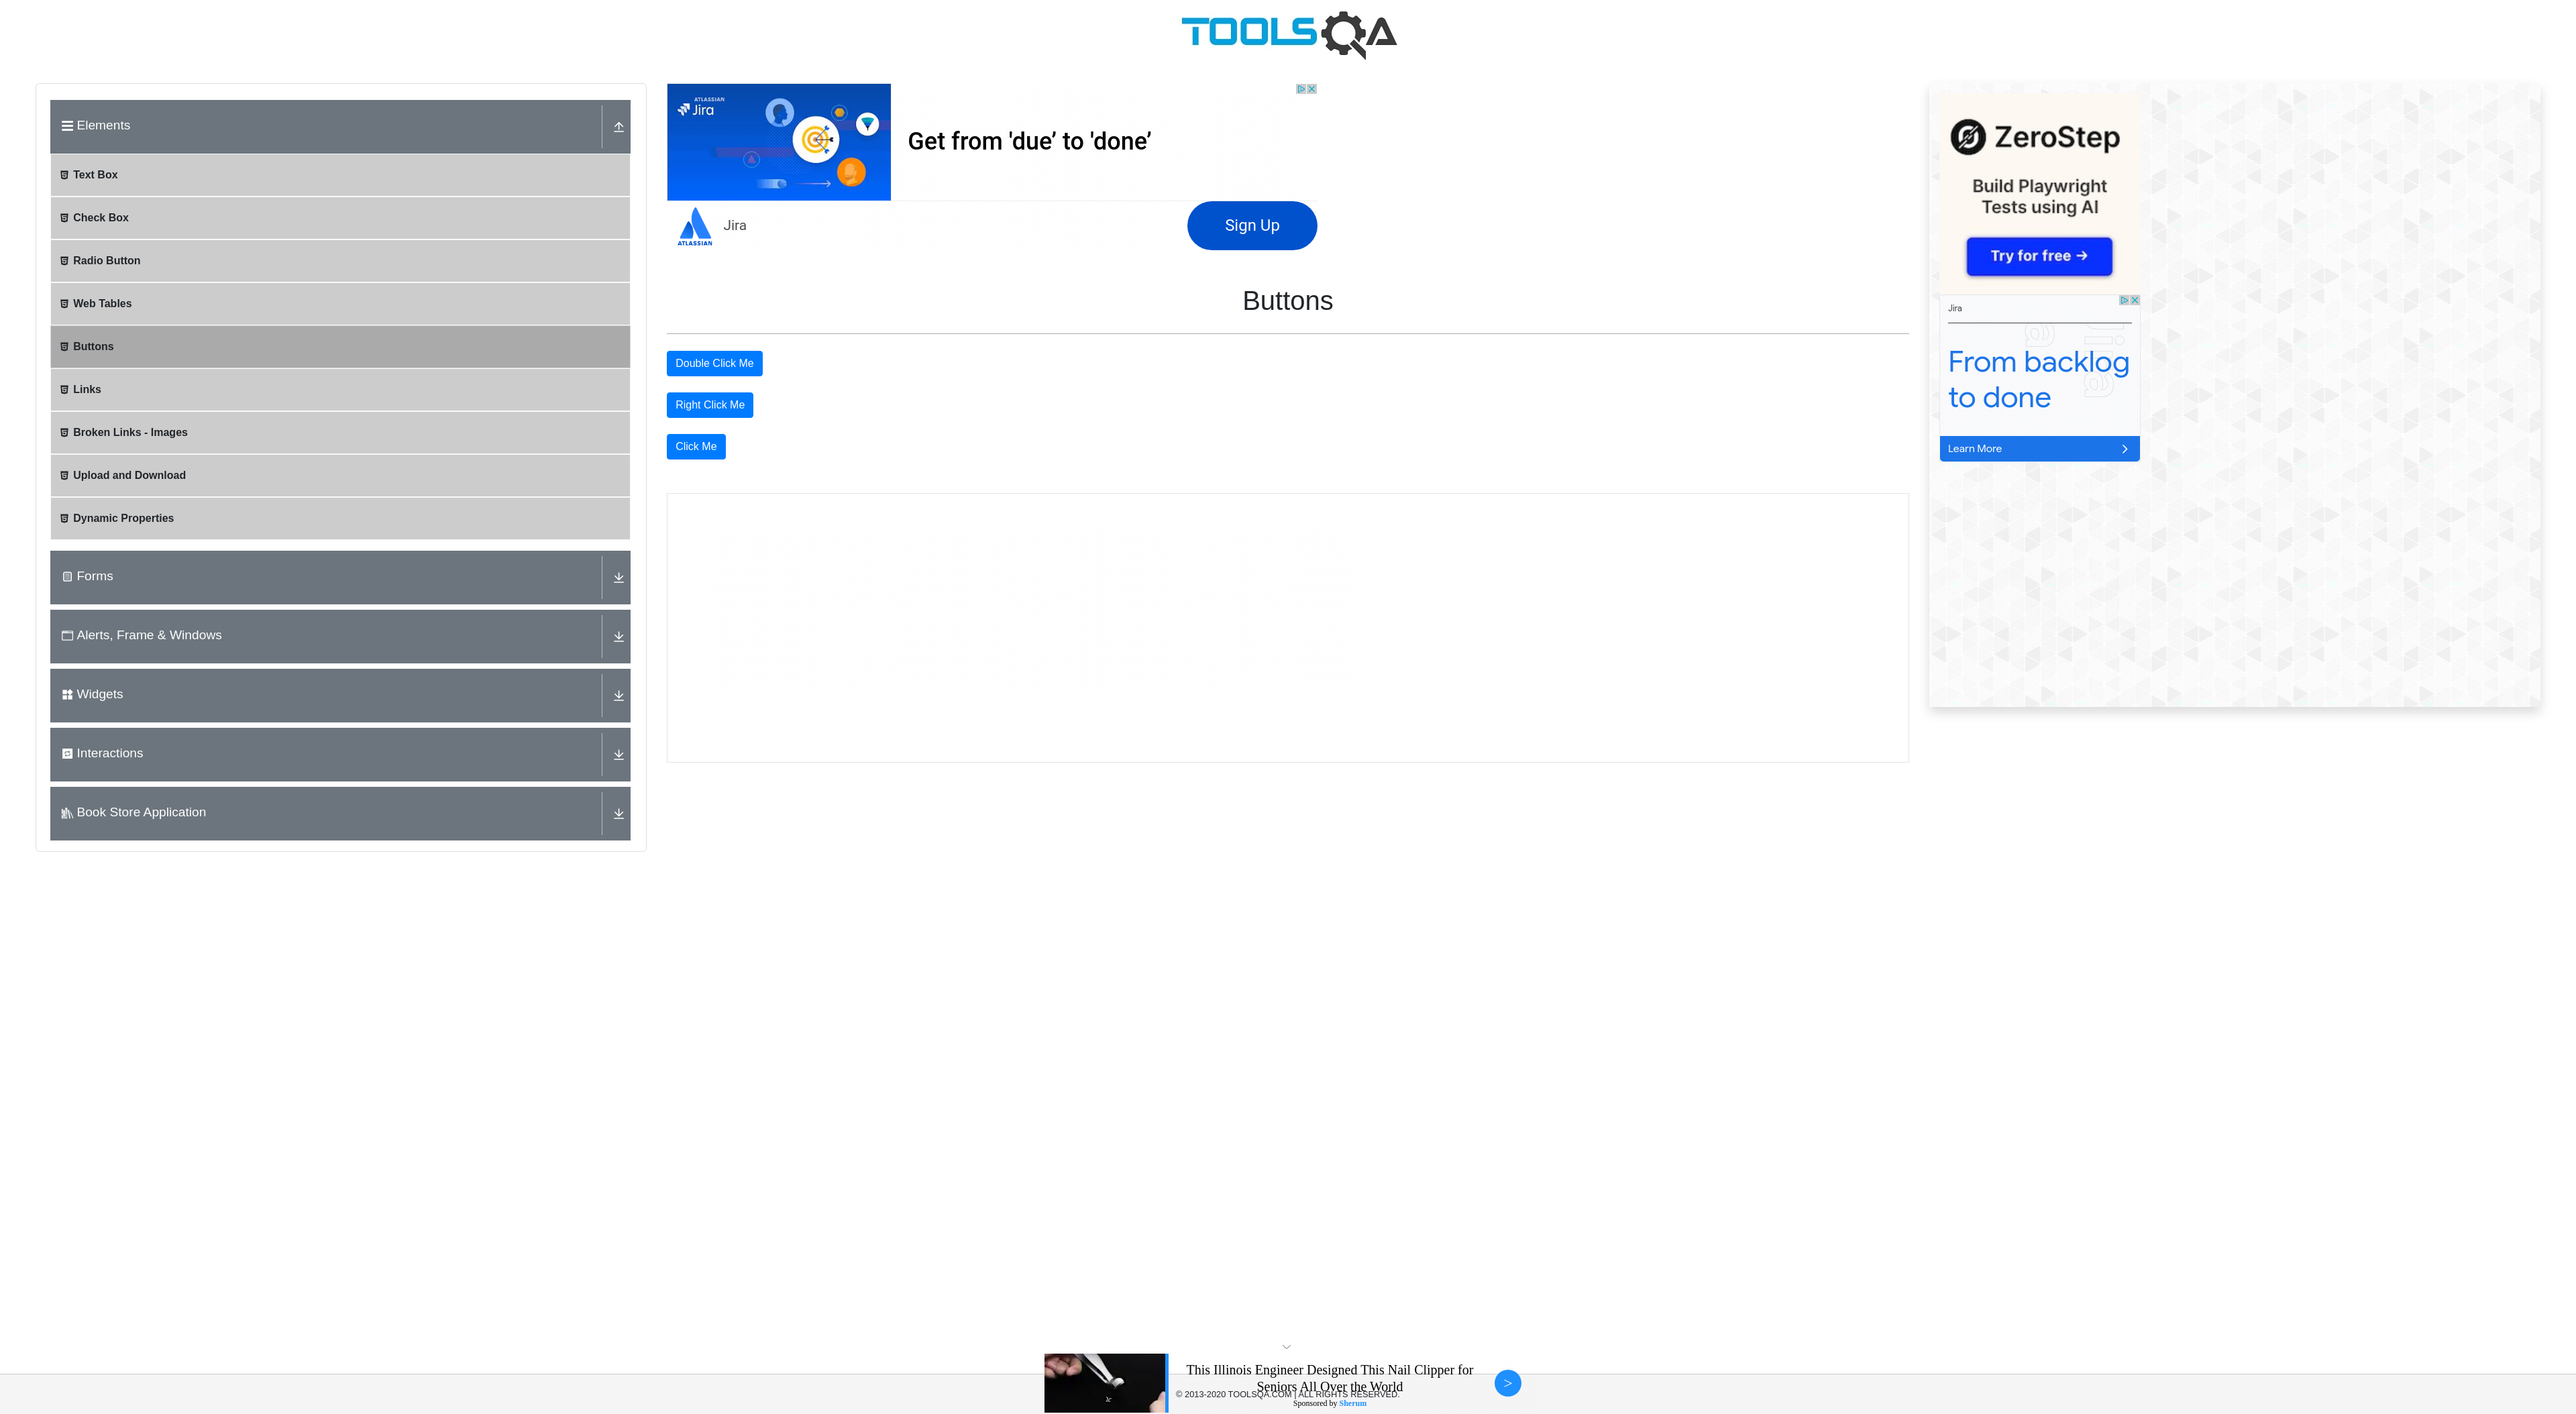 TOOLSQA
Elements
Text Box
Check Box
Radio Button
Web Tables
Buttons
Links
Broken Links - Images
Upload and Download
Dynamic Properties
Forms
Alerts, Frame & Windows
Widgets
Interactions
Book Store Application
ATLASSIAN
Jira
Get from 'due’ to 'done’
ATLASSIAN
Jira
Sign Up
Buttons
Double Click Me
Right Click Me
Click Me
ZeroStep
Build Playwright
Tests using AI
Try for free →
Jira
From backlog
to done
Learn More
This Illinois Engineer Designed This Nail Clipper for
Seniors All Over the World
© 2013-2020 TOOLSQA.COM | ALL RIGHTS RESERVED.
Sponsored by Sherum
>